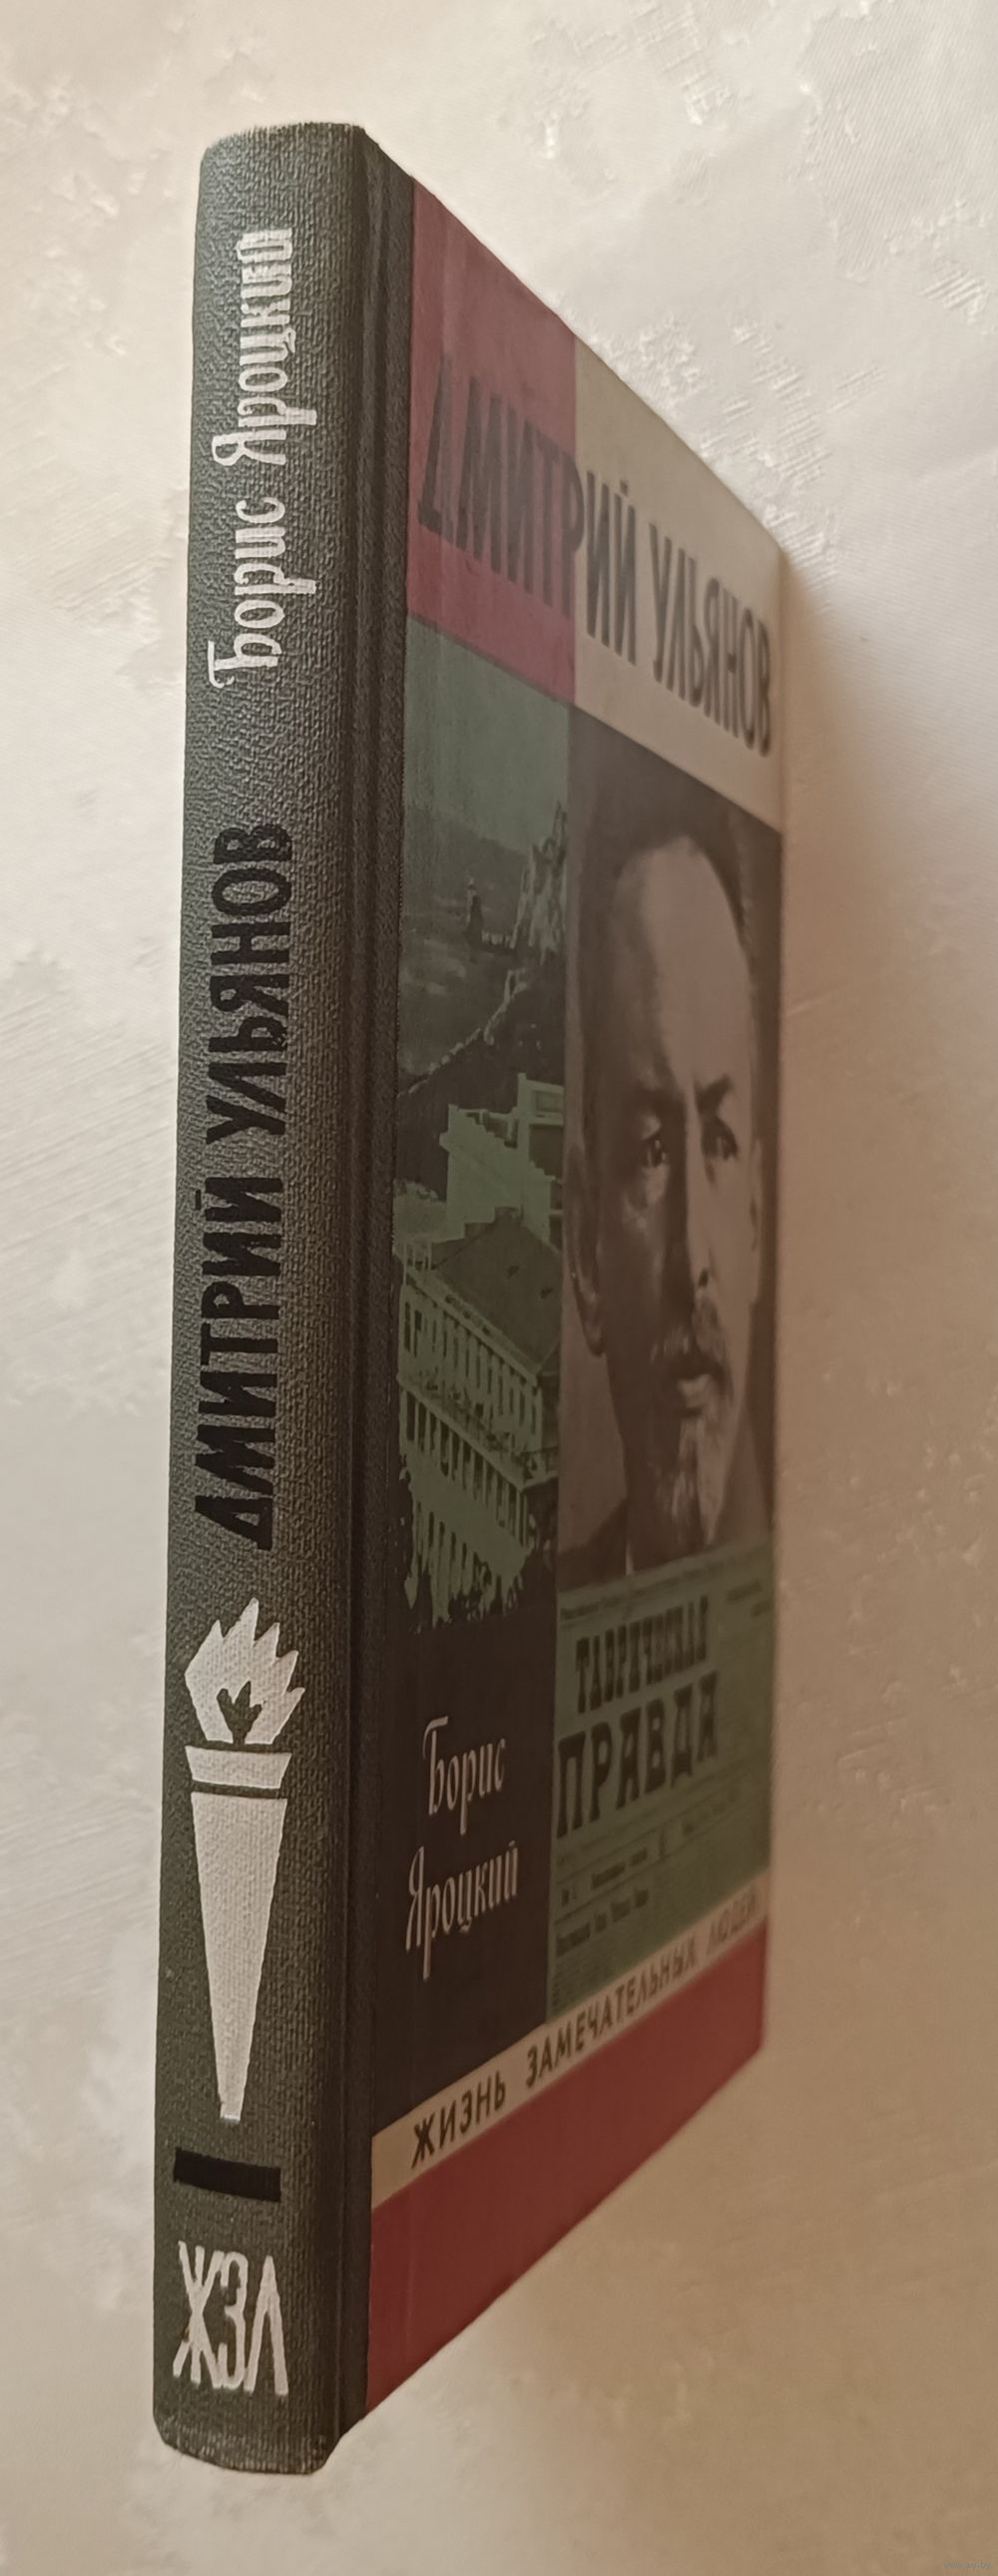 Борис Яроцкий
ДМИТРИЙ УЛЬЯНОВ
ЖЗЛ
ДМИТРИЙ УЛЬЯНОВ
ТАВРИЧЕСКАЯ
ПРАВДА
Борис
Яроцкий
ЖИЗНЬ ЗАМЕЧАТЕЛЬНЫХ ЛЮДЕЙ